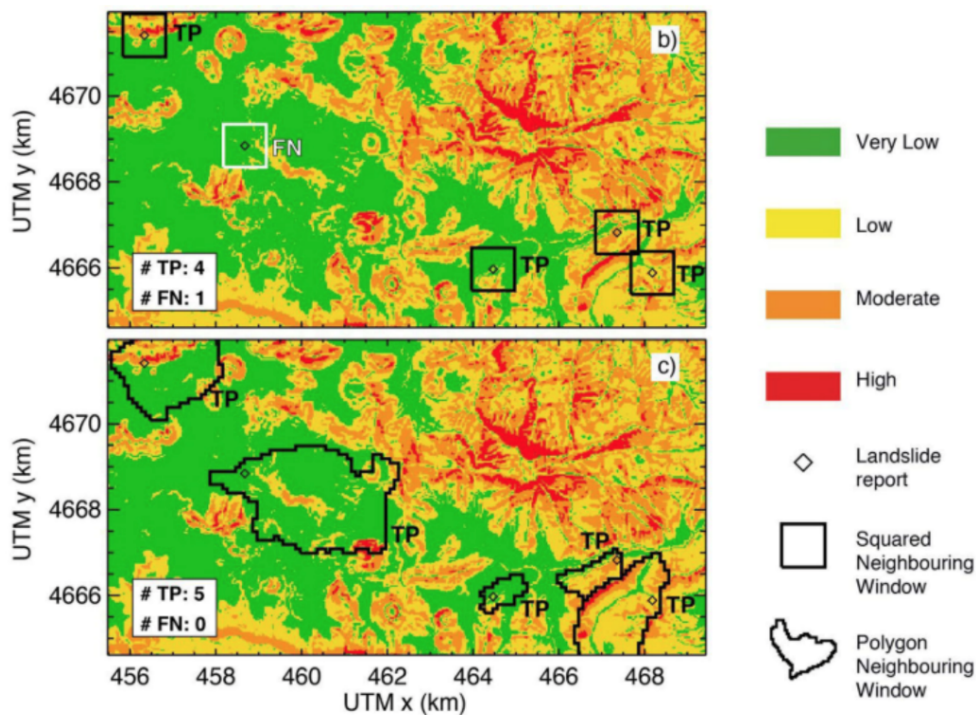 b)
TP
4670
FN
4668
TP
TP
TP
4666
# TP: 4
# FN: 1
UTM y (km)
c)
TP
4670
4668
TP
TP
4666
TP
TP
# TP: 5
# FN: 0
UTM y (km)
456
458
460
462
464
466
468
UTM x (km)
Very Low
Low
Moderate
High
Landslide
report
Squared
Neighbouring
Window
Polygon
Neighbouring
Window